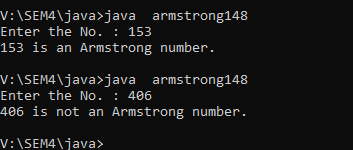 V:\SEM4\java>java  armstrong148
Enter the No. : 153
153 is an Armstrong number.
V:\SEM4\java>java  armstrong148
Enter the No. : 406
406 is not an Armstrong number.
V:\SEM4\java>